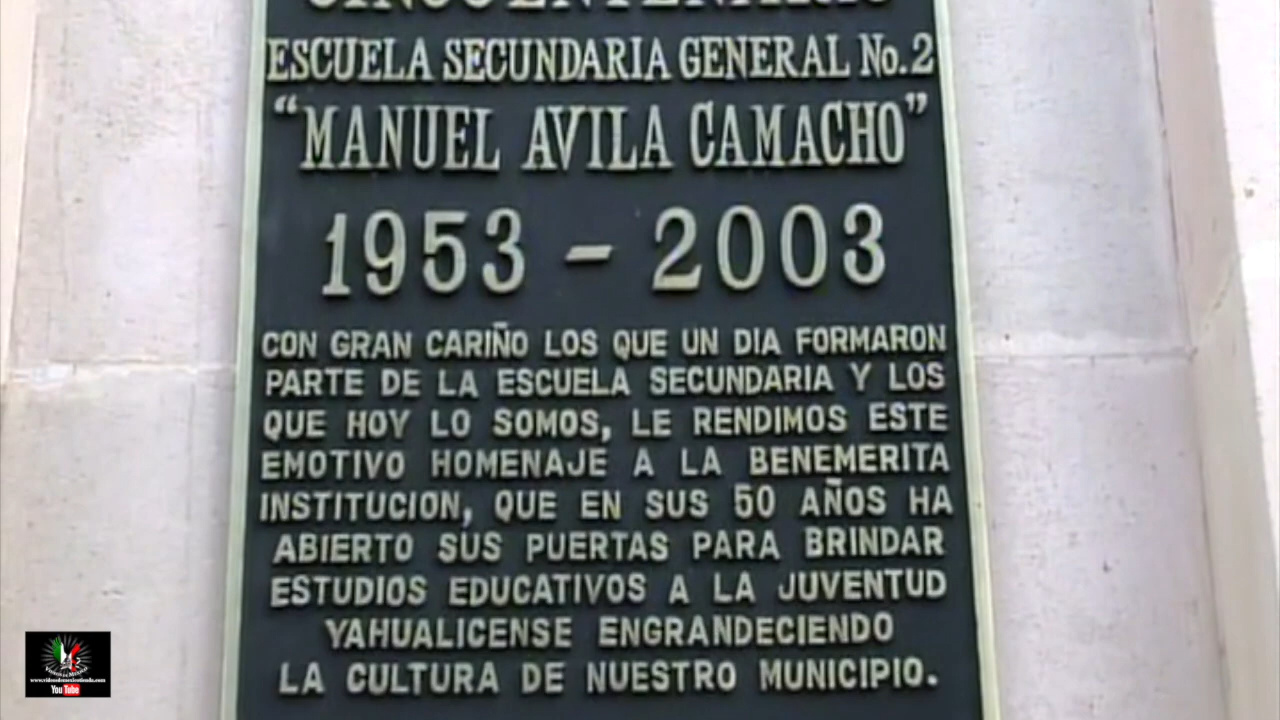 CINCUENTENARIO
ESCUELA SECUNDARIA GENERAL No.2
"MANUEL AVILA CAMACHO"
1953 - 2003
CON GRAN CARIÑO LOS QUE UN DIA FORMARON
PARTE DE LA ESCUELA SECUNDARIA Y LOS
QUE HOY LO SOMOS, LE RENDIMOS ESTE
EMOTIVO HOMENAJE A LA BENEMERITA
INSTITUCION, QUE EN SUS 50 AÑOS HA
ABIERTO SUS PUERTAS PARA BRINDAR
ESTUDIOS EDUCATIVOS A LA JUVENTUD
YAHUALICENSE ENGRANDECIENDO
LA CULTURA DE NUESTRO MUNICIPIO.
You Tube